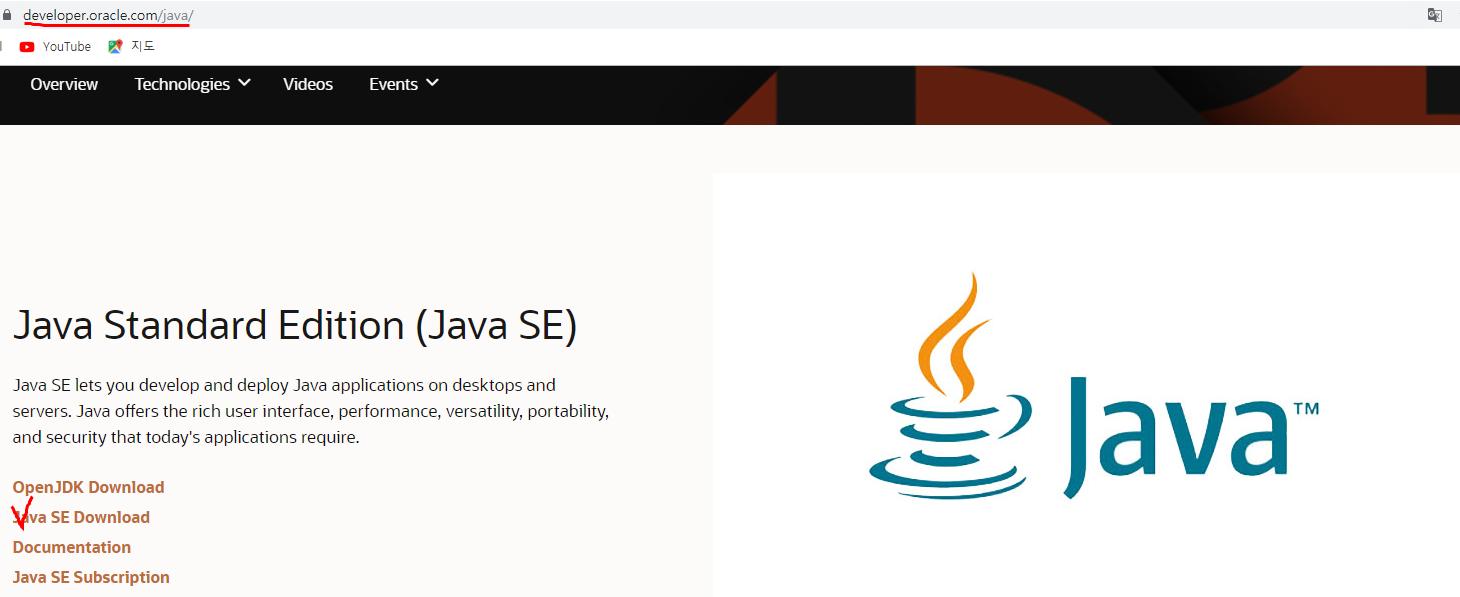 developer.oracle.com/java/
YouTube 지도
Overview Technologies Videos Events
Java Standard Edition (Java SE)
Java SE lets you develop and deploy Java applications on desktops and
servers. Java offers the rich user interface, performance, versatility, portability,
and security that today's applications require.
OpenJDK Download
Java SE Download
Documentation
Java SE Subscription
Java™